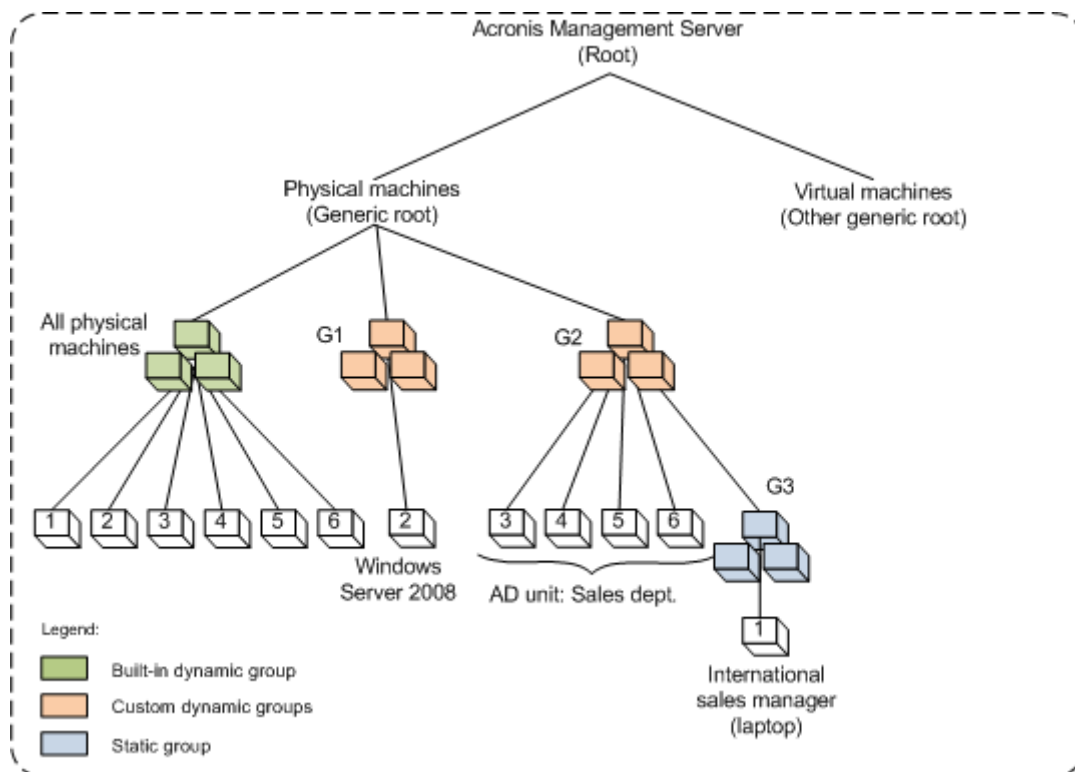 Acronis Management Server
(Root)
Physical machines
(Generic root)
Virtual machines
(Other generic root)
All physical
machines
G1
G2
1
2
3
4
5
6
2
3
4
5
6
G3
Windows
Server 2008
AD unit: Sales dept.
1
International
sales manager
(laptop)
Legend:
Built-in dynamic group
Custom dynamic groups
Static group